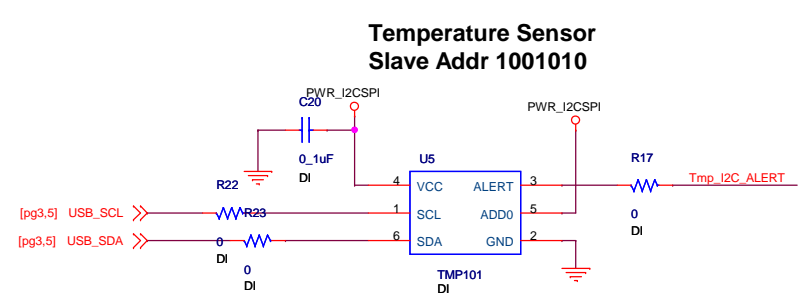 Temperature Sensor
Slave Addr 1001010
PWR_I2CSPI
C20
PWR_I2CSPI
0_1uF
DI
U5
R17
4
VCC
ALERT
3
Tmp_I2C_ALERT
R22
[pg3,5] USB_SCL
R23
1
SCL
ADD0
5
0
DI
[pg3,5] USB_SDA
6
SDA
GND
2
0
DI
0
DI
TMP101
DI